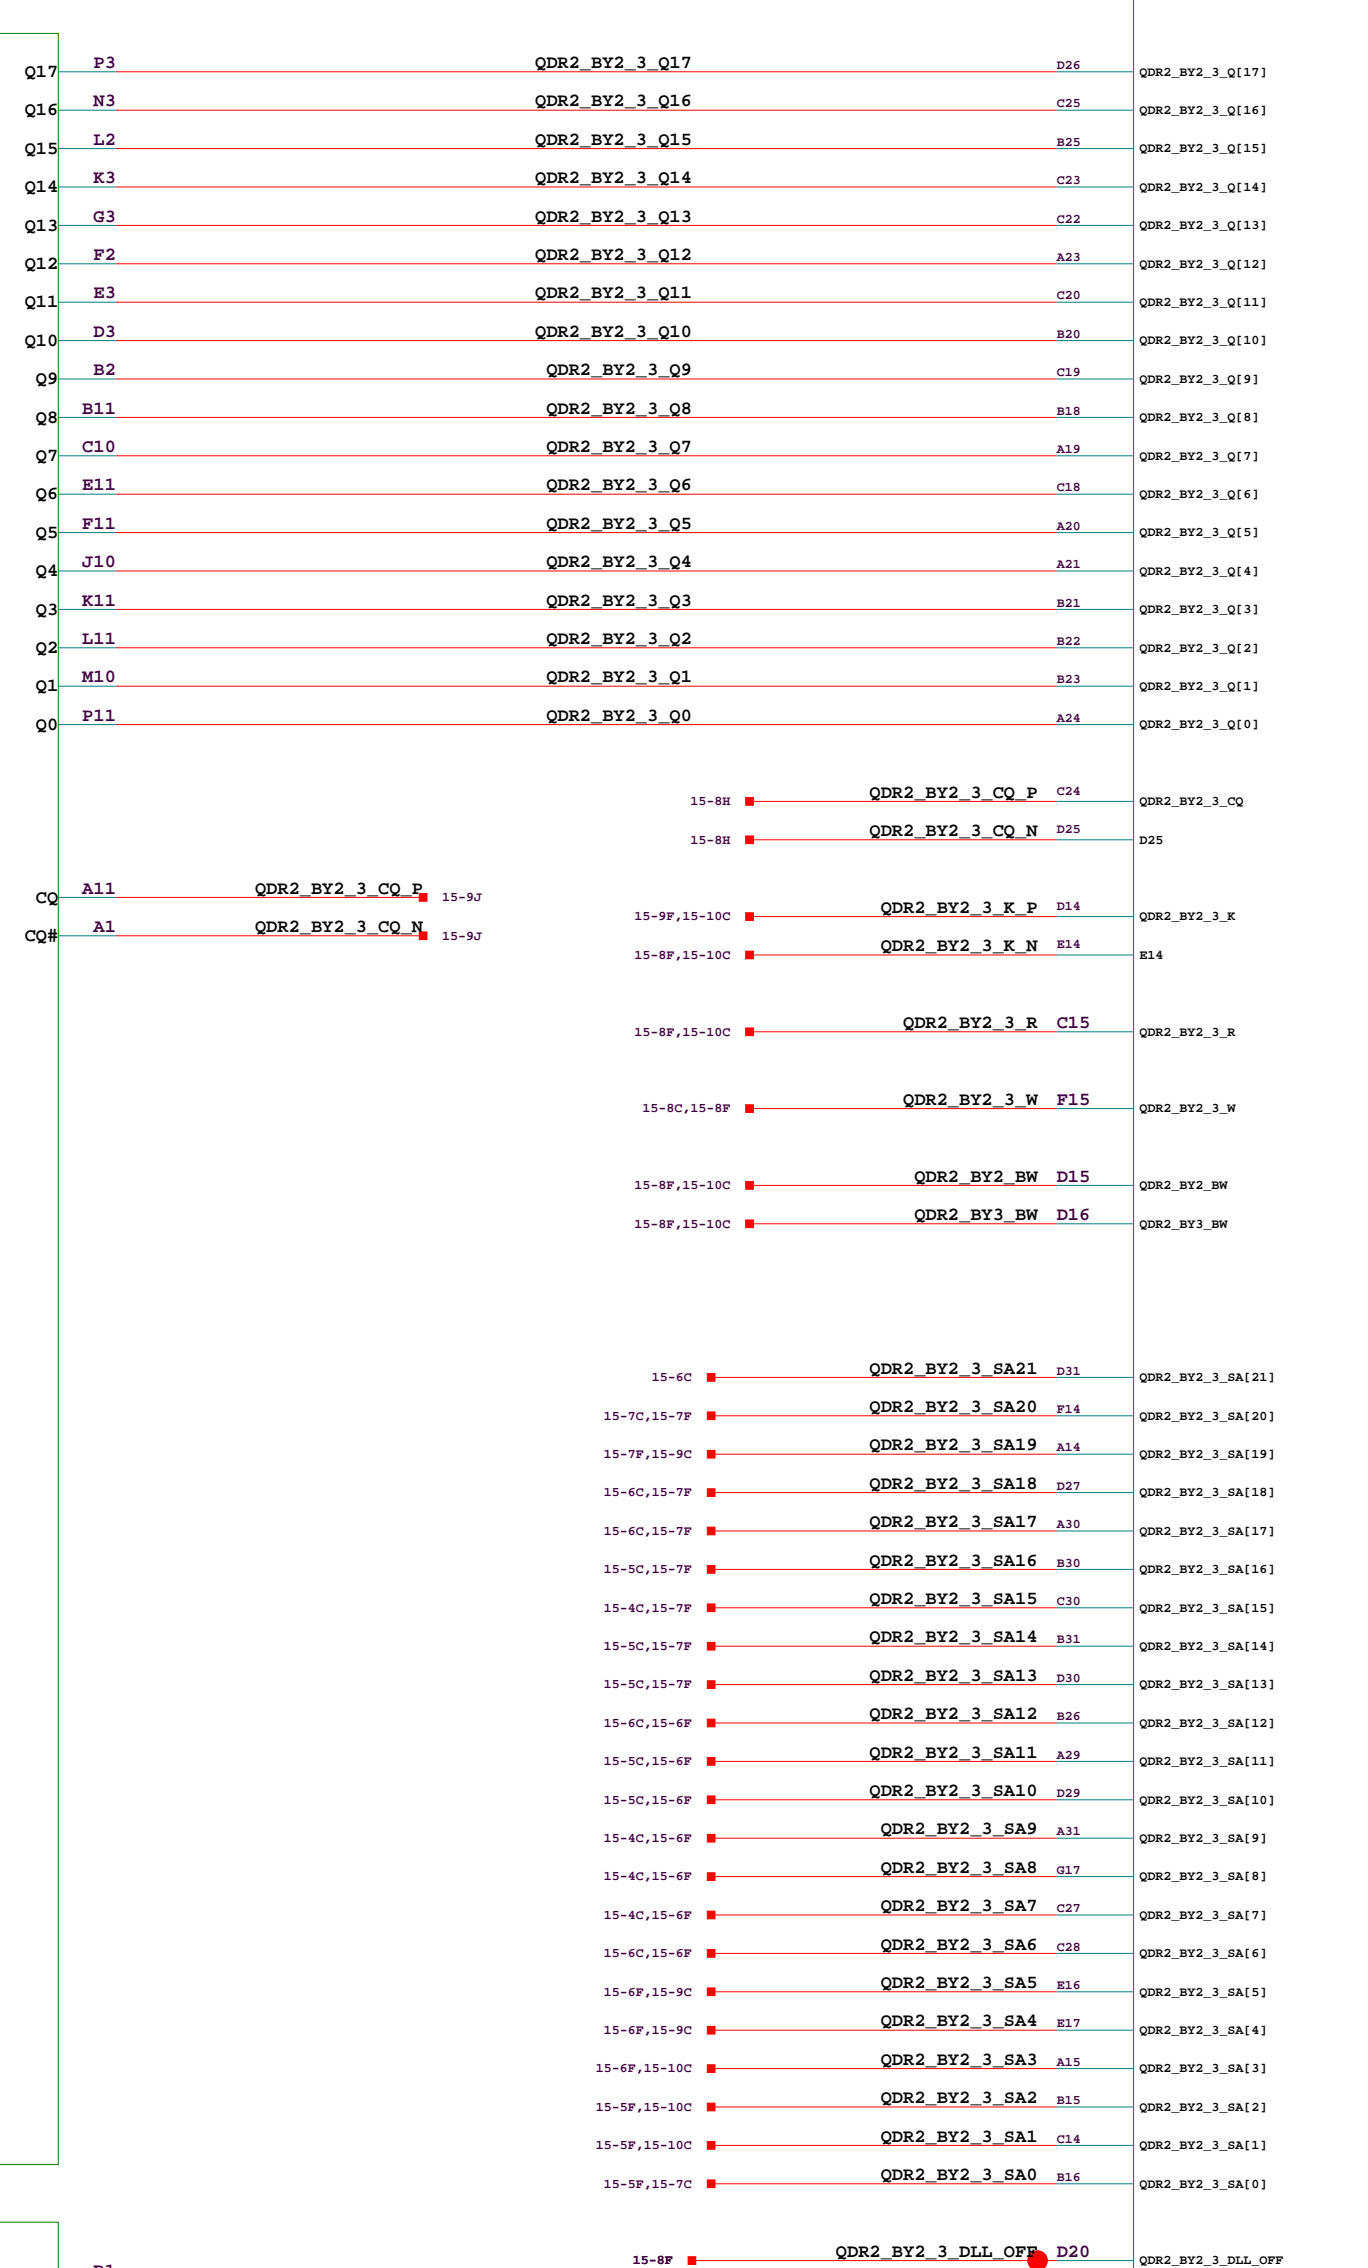 Q17 P3 QDR2_BY2_3_Q17 D26 QDR2_BY2_3_Q[17]
Q16 N3 QDR2_BY2_3_Q16 C25 QDR2_BY2_3_Q[16]
Q15 L2 QDR2_BY2_3_Q15 B25 QDR2_BY2_3_Q[15]
Q14 K3 QDR2_BY2_3_Q14 C23 QDR2_BY2_3_Q[14]
Q13 G3 QDR2_BY2_3_Q13 C22 QDR2_BY2_3_Q[13]
Q12 F2 QDR2_BY2_3_Q12 A23 QDR2_BY2_3_Q[12]
Q11 E3 QDR2_BY2_3_Q11 C20 QDR2_BY2_3_Q[11]
Q10 D3 QDR2_BY2_3_Q10 B20 QDR2_BY2_3_Q[10]
Q9 B2 QDR2_BY2_3_Q9 C19 QDR2_BY2_3_Q[9]
Q8 B11 QDR2_BY2_3_Q8 B18 QDR2_BY2_3_Q[8]
Q7 C10 QDR2_BY2_3_Q7 A19 QDR2_BY2_3_Q[7]
Q6 E11 QDR2_BY2_3_Q6 C18 QDR2_BY2_3_Q[6]
Q5 F11 QDR2_BY2_3_Q5 A20 QDR2_BY2_3_Q[5]
Q4 J10 QDR2_BY2_3_Q4 A21 QDR2_BY2_3_Q[4]
Q3 K11 QDR2_BY2_3_Q3 B21 QDR2_BY2_3_Q[3]
Q2 L11 QDR2_BY2_3_Q2 B22 QDR2_BY2_3_Q[2]
Q1 M10 QDR2_BY2_3_Q1 B23 QDR2_BY2_3_Q[1]
Q0 P11 QDR2_BY2_3_Q0 A24 QDR2_BY2_3_Q[0]
15-8H QDR2_BY2_3_CQ_P C24 QDR2_BY2_3_CQ
15-8H QDR2_BY2_3_CQ_N D25 D25
CQ A11 QDR2_BY2_3_CQ_P 15-9J
15-9F,15-10C QDR2_BY2_3_K_P D14 QDR2_BY2_3_K
CQ# A1 QDR2_BY2_3_CQ_N 15-9J
15-8F,15-10C QDR2_BY2_3_K_N E14 E14
15-8F,15-10C QDR2_BY2_3_R C15 QDR2_BY2_3_R
15-8C,15-8F QDR2_BY2_3_W F15 QDR2_BY2_3_W
15-8F,15-10C QDR2_BY2_BW D15 QDR2_BY2_BW
15-8F,15-10C QDR2_BY3_BW D16 QDR2_BY3_BW
15-6C QDR2_BY2_3_SA21 D31 QDR2_BY2_3_SA[21]
15-7C,15-7F QDR2_BY2_3_SA20 F14 QDR2_BY2_3_SA[20]
15-7F,15-9C QDR2_BY2_3_SA19 A14 QDR2_BY2_3_SA[19]
15-6C,15-7F QDR2_BY2_3_SA18 D27 QDR2_BY2_3_SA[18]
15-6C,15-7F QDR2_BY2_3_SA17 A30 QDR2_BY2_3_SA[17]
15-5C,15-7F QDR2_BY2_3_SA16 B30 QDR2_BY2_3_SA[16]
15-4C,15-7F QDR2_BY2_3_SA15 C30 QDR2_BY2_3_SA[15]
15-5C,15-7F QDR2_BY2_3_SA14 B31 QDR2_BY2_3_SA[14]
15-5C,15-7F QDR2_BY2_3_SA13 D30 QDR2_BY2_3_SA[13]
15-6C,15-6F QDR2_BY2_3_SA12 B26 QDR2_BY2_3_SA[12]
15-5C,15-6F QDR2_BY2_3_SA11 A29 QDR2_BY2_3_SA[11]
15-5C,15-6F QDR2_BY2_3_SA10 D29 QDR2_BY2_3_SA[10]
15-4C,15-6F QDR2_BY2_3_SA9 A31 QDR2_BY2_3_SA[9]
15-4C,15-6F QDR2_BY2_3_SA8 G17 QDR2_BY2_3_SA[8]
15-4C,15-6F QDR2_BY2_3_SA7 C27 QDR2_BY2_3_SA[7]
15-6C,15-6F QDR2_BY2_3_SA6 C28 QDR2_BY2_3_SA[6]
15-6F,15-9C QDR2_BY2_3_SA5 E16 QDR2_BY2_3_SA[5]
15-6F,15-9C QDR2_BY2_3_SA4 E17 QDR2_BY2_3_SA[4]
15-6F,15-10C QDR2_BY2_3_SA3 A15 QDR2_BY2_3_SA[3]
15-5F,15-10C QDR2_BY2_3_SA2 B15 QDR2_BY2_3_SA[2]
15-5F,15-10C QDR2_BY2_3_SA1 C14 QDR2_BY2_3_SA[1]
15-5F,15-7C QDR2_BY2_3_SA0 B16 QDR2_BY2_3_SA[0]
15-8F QDR2_BY2_3_DLL_OFF D20 QDR2_BY2_3_DLL_OFF